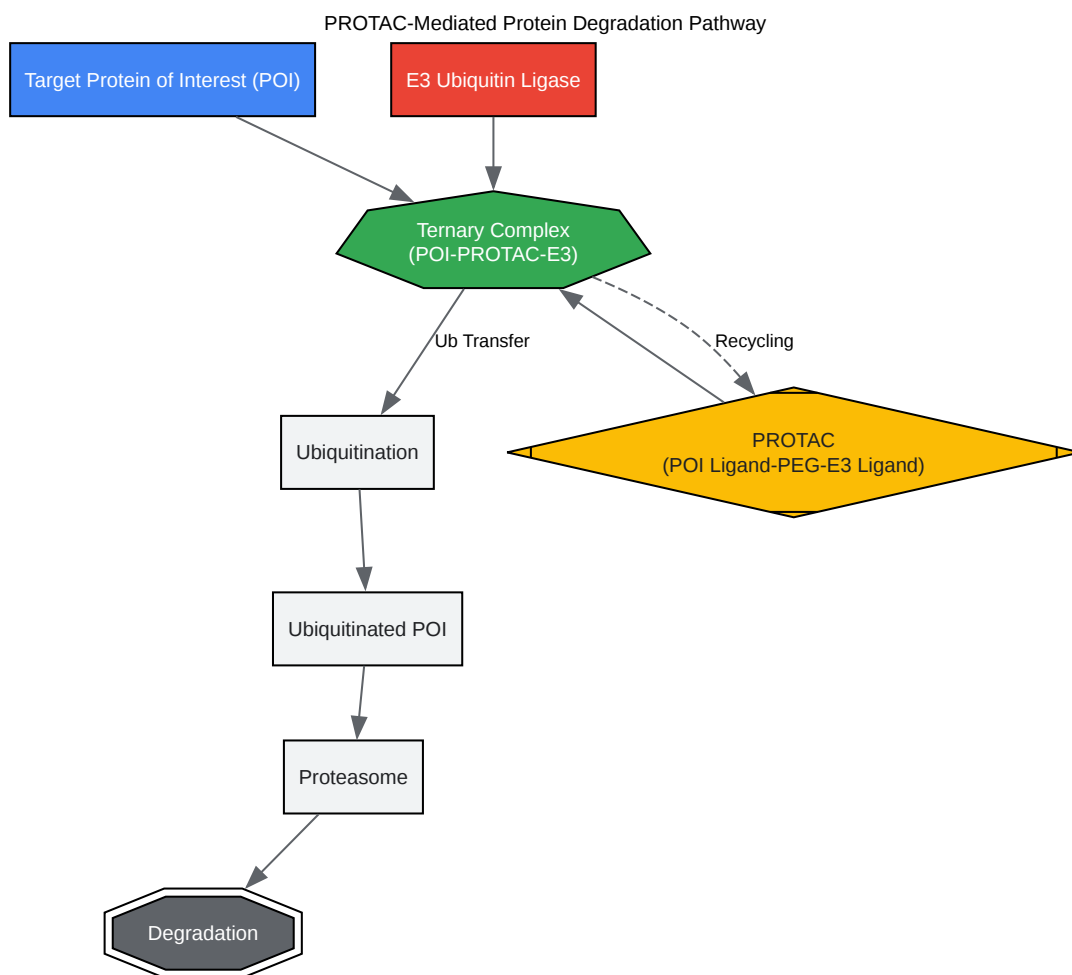 PROTAC-Mediated Protein Degradation Pathway
Target Protein of Interest (POI)
E3 Ubiquitin Ligase
Ternary Complex
(POI-PROTAC-E3)
Ub Transfer
Recycling
Ubiquitination
PROTAC
(POI Ligand-PEG-E3 Ligand)
Ubiquitinated POI
Proteasome
Degradation